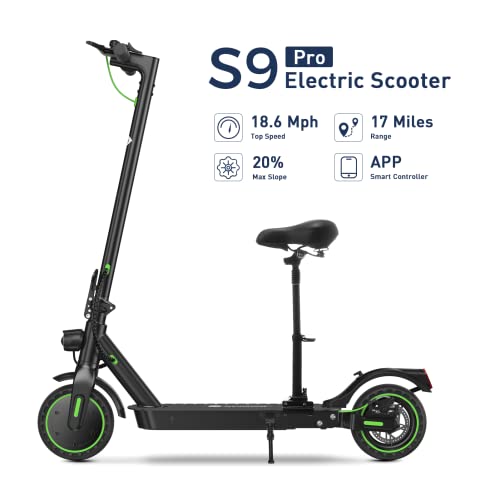 S9 Pro
Electric Scooter
18.6 Mph
Top Speed
17 Miles
Range
20%
Max Slope
APP
Smart Controller